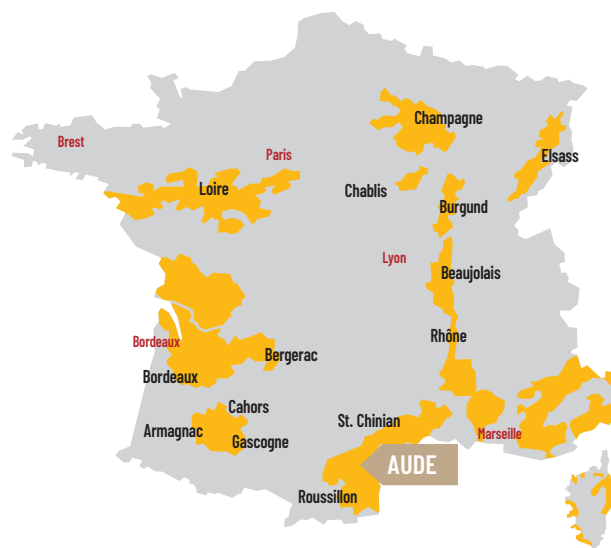 Champagne
Brest
Paris
Elsass
Chablis
Loire
Burgund
Lyon
Beaujolais
Bordeaux
Rhône
Bergerac
Bordeaux
Cahors
St. Chinian
Armagnac
Gascogne
Marseille
AUDE
Roussillon